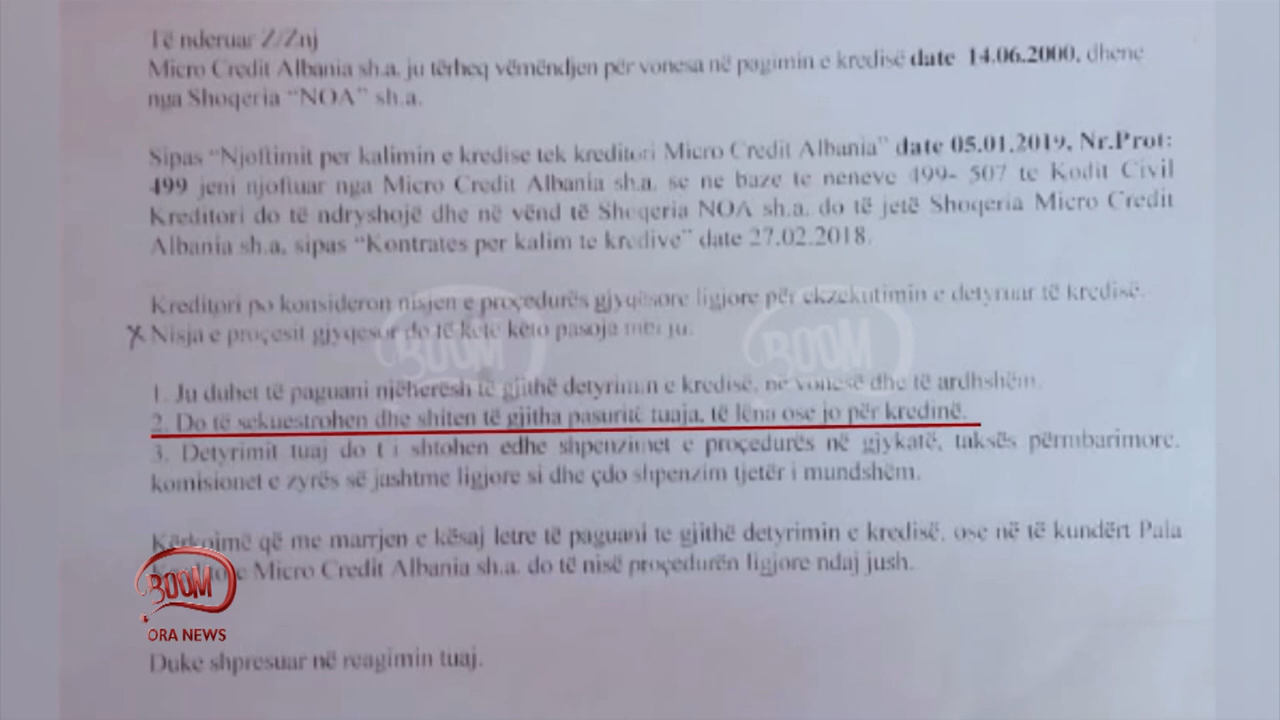 Të nderuar Z/Znj
Micro Credit Albania sh.a. ju tërheq vëmëndjen për vonesa në pagimin e kredisë date 14.06.2000, dhene
nga Shoqeria “NOA” sh.a.
Sipas “Njoftimit per kalimin e kredise tek kreditori Micro Credit Albania” date 05.01.2019, Nr.Prot:
499 jeni njoftuar nga Micro Credit Albania sh.a. se ne baze te neneve 499- 507 te Kodit Civil
Kreditori do të ndryshojë dhe në vënd të Shoqeria NOA sh.a. do të jetë Shoqeria Micro Credit
Albania sh.a. sipas “Kontrates per kalim te kredive” date 27.02.2018.
Kreditori po konsideron nisjen e proçedurës gjyqësore ligjore për ekzekutimin e detyruar të kredisë.
Nisja e proçesit gjyqesor do të kete këto pasoja mbi ju:
1. Ju duhet të paguani njëherësh të gjithë detyrimin e kredisë, në vonesë dhe të ardhshëm.
2. Do të sekuestrohen dhe shiten të gjitha pasuritë tuaja, të lëna ose jo për kredinë.
3. Detyrimit tuaj do t'i shtohen edhe shpenzimet e proçedurës në gjykatë, taksës përmbarimore,
komisionet e zyrës së jashtme ligjore si dhe çdo shpenzim tjetër i mundshëm.
Kërkojmë që me marrjen e kësaj letre të paguani te gjithë detyrimin e kredisë, ose në të kundërt Pala
Micro Credit Albania sh.a. do të nisë proçedurën ligjore ndaj jush.
Duke shpresuar në reagimin tuaj.
BOOM
BOOM
BOOM
ORA NEWS